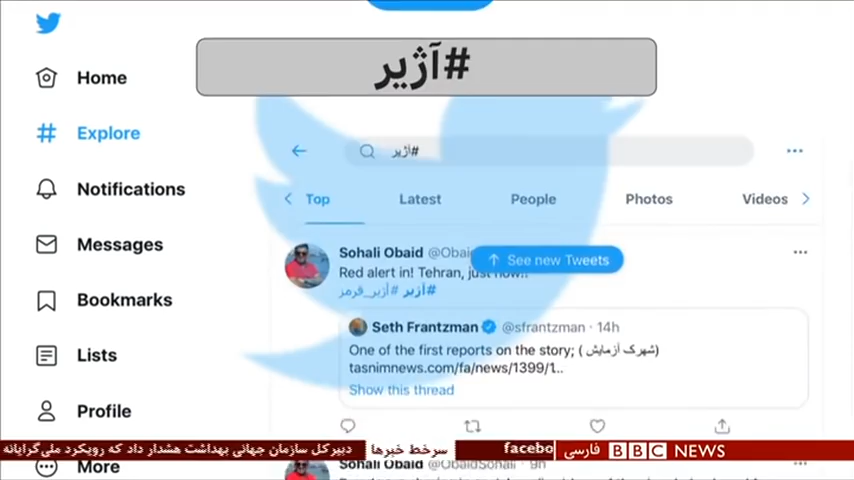 #آژیر
Home
Explore
Notifications
Messages
Bookmarks
Lists
Profile
More
#آژیر
Top Latest People Photos Videos
Sohali Obaid
See new Tweets
Red alert in! Tehran, just now!!
#آژیر #آژیر_قرمز
Seth Frantzman @sfrantzman · 14h
One of the first reports on the story; ( شهرک آزمایش)
tasnimnews.com/fa/news/1399/1..
Show this thread
دبیرکل سازمان جهانی بهداشت هشدار داد که رویکرد ملی‌گرایانه
سرخط خبرها
facebo
BBC NEWS فارسی
Sohali Obaid @ObaidSohali · 9h